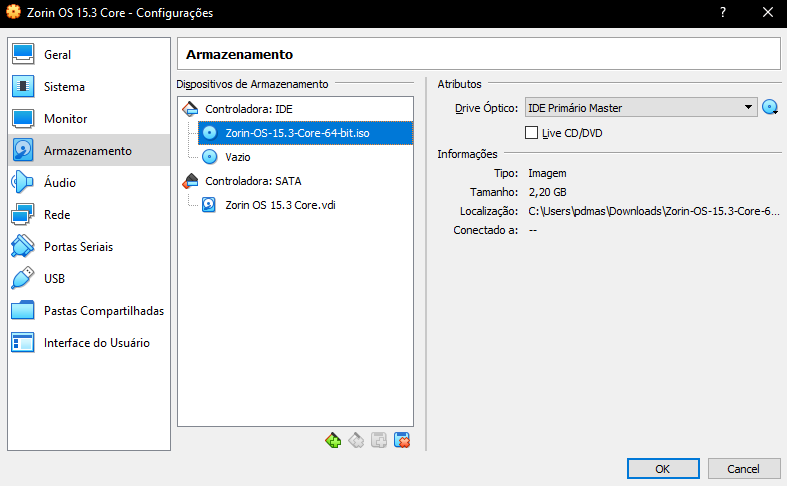 Zorin OS 15.3 Core - Configurações
Geral
Sistema
Monitor
Armazenamento
Áudio
Rede
Portas Seriais
USB
Pastas Compartilhadas
Interface do Usuário
Armazenamento
Dispositivos de Armazenamento
Controladora: IDE
Zorin-OS-15.3-Core-64-bit.iso
Vazio
Controladora: SATA
Zorin OS 15.3 Core.vdi
Atributos
Drive Óptico: IDE Primário Master
Live CD/DVD
Informações
Tipo: Imagem
Tamanho: 2,20 GB
Localização: C:\Users\pdmas\Downloads\Zorin-OS-15.3-Core-6...
Conectado a: --
OK
Cancel